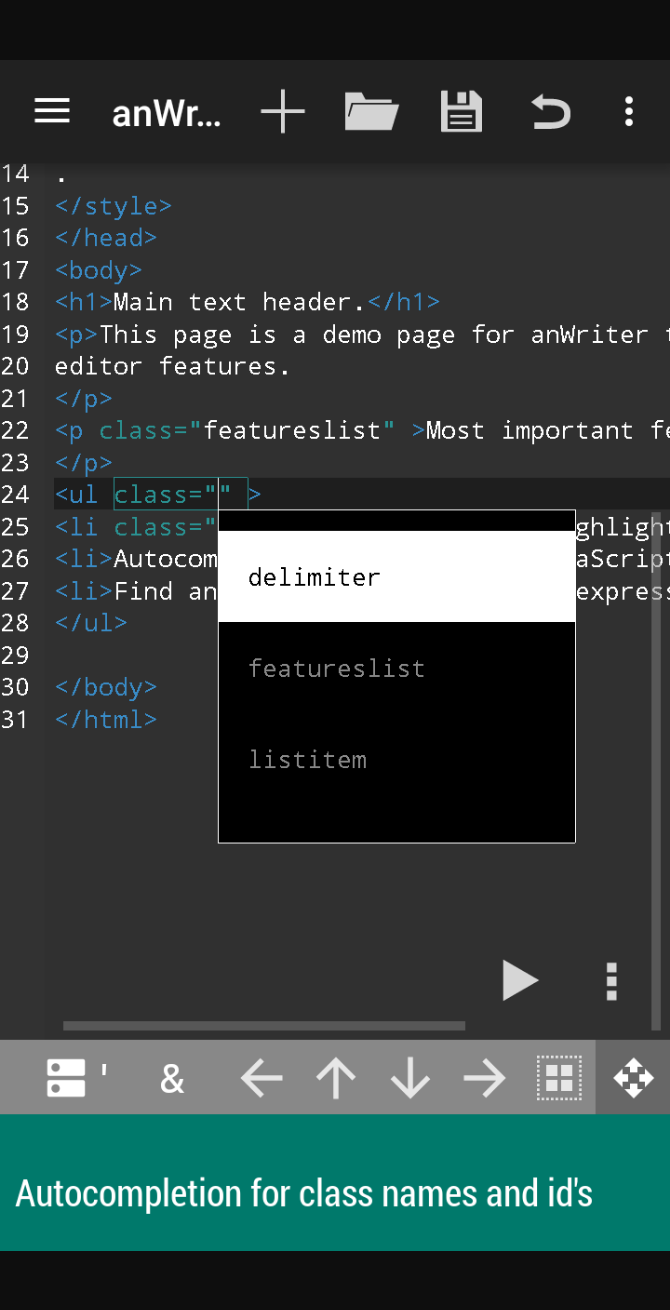 anWr...
14 .
15 </style>
16 </head>
17 <body>
18 <h1>Main text header.</h1>
19 <p>This page is a demo page for anWriter t
20 editor features.
21 </p>
22 <p class="featureslist" >Most important fe
23 </p>
24 <ul class="" >
25 <li class=" ghlight
26 <li>Autocom aScript
27 <li>Find an express
28 </ul>
29
30 </body>
31 </html>
delimiter
featureslist
listitem
' &
Autocompletion for class names and id's